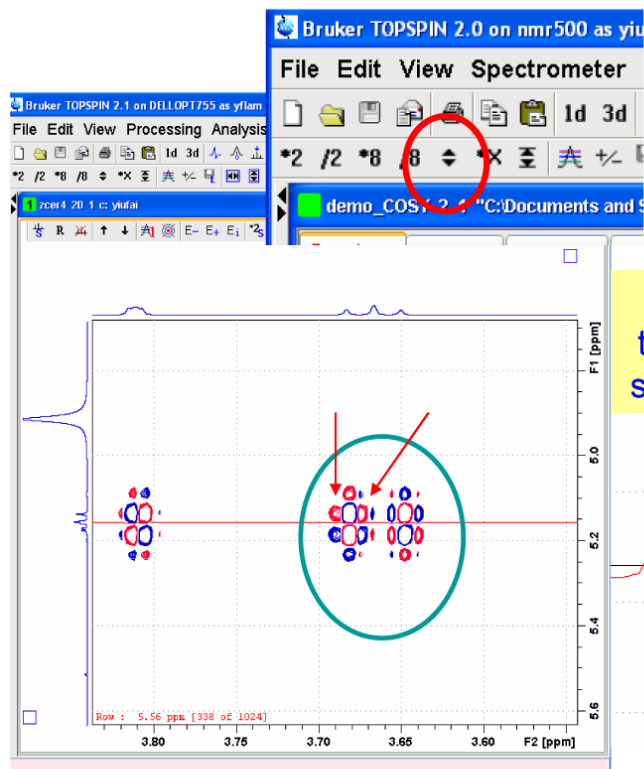 Bruker TOPSPIN 2.0 on nmr500 as yiu
File Edit View Spectrometer
1d 3d
*2 /2 *8 /8 *X +/-
demo_COSY 2 1 "C:\Documents and S
Bruker TOPSPIN 2.1 on DELLOPT755 as yflam
File Edit View Processing Analysis
1d 3d
*2 /2 *8 /8 *X +/-
1 zcer4 20 1 c: yiufai
R E- E+ Ei *2s
t
s
F1 [ppm]
5.0
5.2
5.4
5.6
Row : 5.56 ppm [338 of 1024]
3.80 3.75 3.70 3.65 3.60 F2 [ppm]